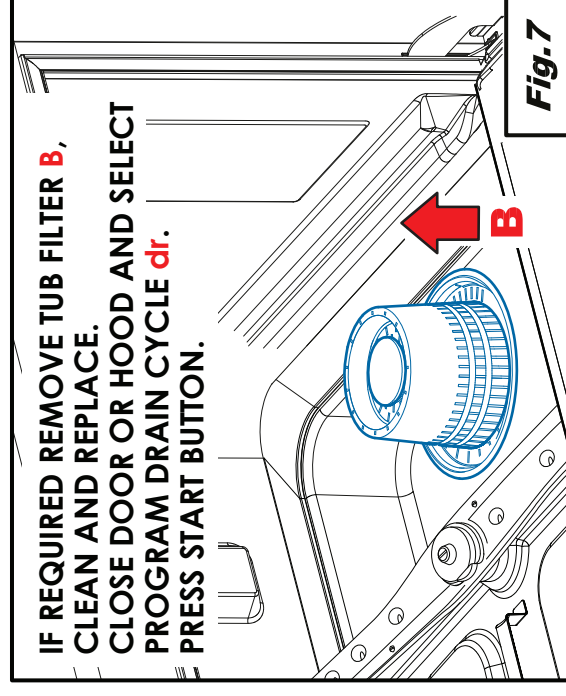 IF REQUIRED REMOVE TUB FILTER B,
CLEAN AND REPLACE.
CLOSE DOOR OR HOOD AND SELECT
PROGRAM DRAIN CYCLE dr.
PRESS START BUTTON.
B
Fig.7